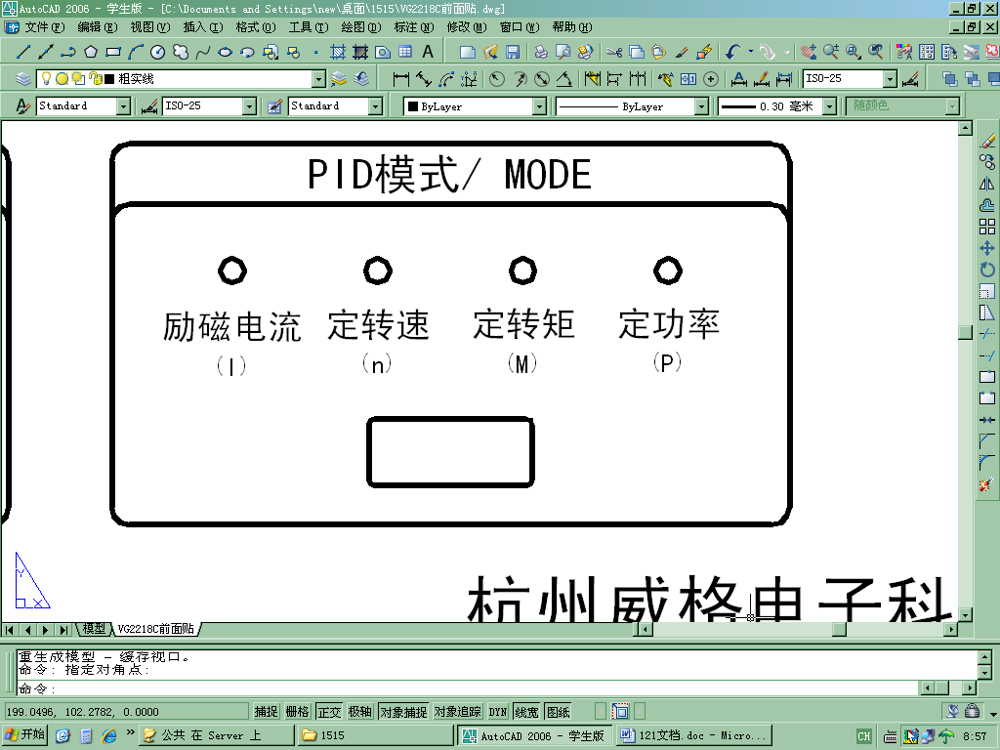 AutoCAD 2006 - 学生版 - [C:\Documents and Settings\new\桌面\1515\VG2218C前面贴.dwg]
文件(F) 编辑(E) 视图(V) 插入(I) 格式(O) 工具(T) 绘图(D) 标注(N) 修改(M) 窗口(W) 帮助(H)
粗实线 ISO-25
Standard ISO-25 Standard ByLayer ByLayer 0.30 毫米 随颜色
PID模式/ MODE
励磁电流 定转速 定转矩 定功率
(I) (n) (M) (P)
杭州威格电子科
Y
X
模型 VG2218C前面贴
重生成模型 - 缓存视口。
命令: 指定对角点:
命令:
199.0496, 102.2782, 0.0000 捕捉 栅格 正交 极轴 对象捕捉 对象追踪 DYN 线宽 图纸
开始 公共 在 Server 上 1515 AutoCAD 2006 - 学生版 121文档.doc - Micro... CH 8:57